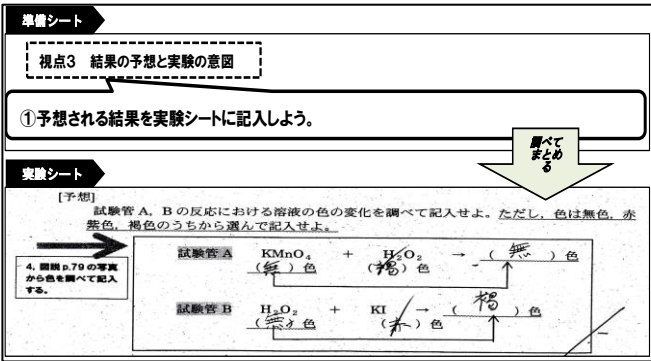 準備シート
視点3 結果の予想と実験の意図
①予想される結果を実験シートに記入しよう。
調べて
まとめ
る
実験シート
[予想]
試験管 A, B の反応における溶液の色の変化を調べて記入せよ。ただし, 色は無色, 赤
紫色, 褐色のうちから選んで記入せよ。
4, 図説 p.79 の写真
から色を調べて記入
する。
試験管 A KMnO₄ + H₂O₂ → ( 無 ) 色
(無) 色 (褐) 色
試験管 B H₂O₂ + KI → ( 褐 ) 色
(無) 色 (赤) 色